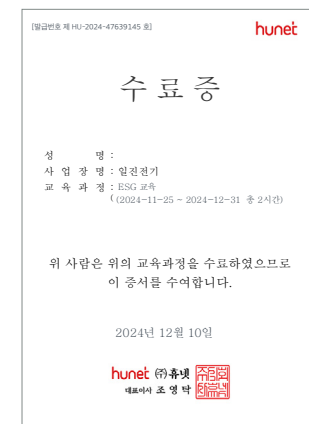 [발급번호 제 HU-2024-47639145 호]
hunet
수 료 증
성 명 :
사 업 장 명 : 일진전기
교 육 과 정 : ESG 교육
( (2024-11-25 ~ 2024-12-31 총 2시간)
위 사람은 위의 교육과정을 수료하였으므로
이 증서를 수여합니다.
2024년 12월 10일
hunet ㈜휴넷
대표이사 조 영 탁